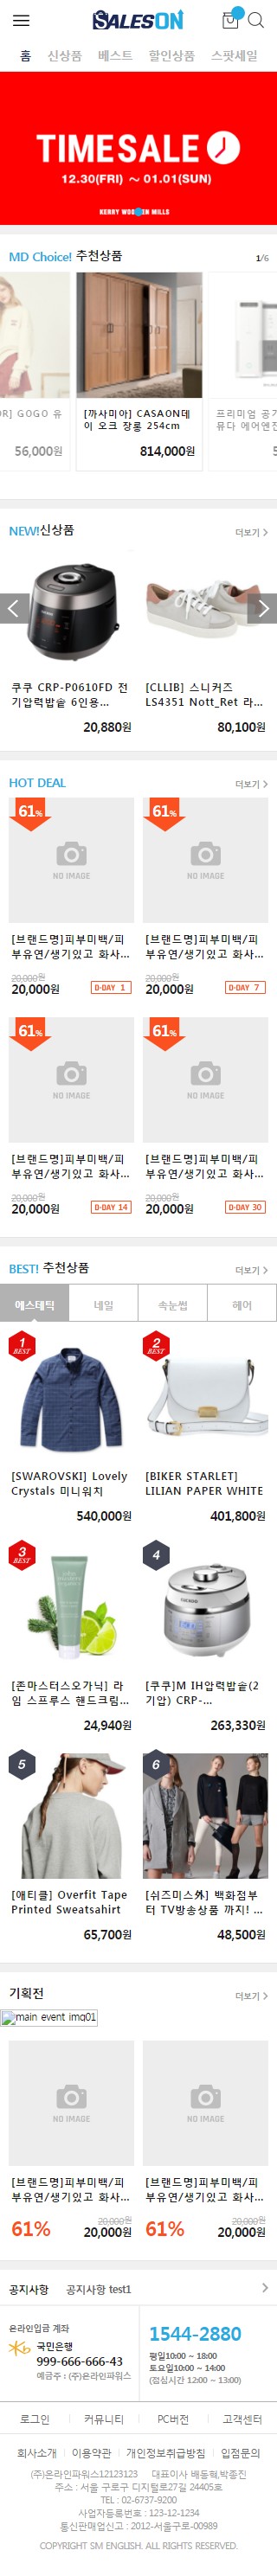 SALESON
홈 신상품 베스트 할인상품 스팟세일
TIMESALE
12.30(FRI) ~ 01.01(SUN)
MD Choice! 추천상품
1/6
OR] GOGO 유
56,000원
[까사미아] CASAON데
이 오크 장롱 254cm
814,000원
프리미엄 공기
뮤다 에어엔진
NEW!신상품
더보기 >
쿠쿠 CRP-P0610FD 전
기압력밥솥 6인용...
20,880원
[CLLIB] 스니커즈
LS4351 Nott_Ret 라...
80,100원
HOT DEAL
더보기 >
61%
61%
NO IMAGE
NO IMAGE
[브랜드명]피부미백/피
부유연/생기있고 화사...
20,000원
20,000원
D-DAY 1
[브랜드명]피부미백/피
부유연/생기있고 화사...
20,000원
20,000원
D-DAY 7
61%
61%
NO IMAGE
NO IMAGE
[브랜드명]피부미백/피
부유연/생기있고 화사...
20,000원
20,000원
D-DAY 14
[브랜드명]피부미백/피
부유연/생기있고 화사...
20,000원
20,000원
D-DAY 30
BEST! 추천상품
더보기 >
에스테틱 네일 속눈썹 헤어
1 BEST
2 BEST
[SWAROVSKI] Lovely
Crystals 미니워치
540,000원
[BIKER STARLET]
LILIAN PAPER WHITE
401,800원
3 BEST
4
[존마스터스오가닉] 라
임 스프루스 핸드크림...
24,940원
[쿠쿠]M IH압력밥솥(2
기압) CRP-...
263,330원
5
6
[애티클] Overfit Tape
Printed Sweatsahirt
65,700원
[쉬즈미스外] 백화점부
터 TV방송상품 까지! ...
48,500원
기획전
더보기 >
main event img01
NO IMAGE
NO IMAGE
[브랜드명]피부미백/피
부유연/생기있고 화사...
61%
20,000원
20,000원
[브랜드명]피부미백/피
부유연/생기있고 화사...
61%
20,000원
20,000원
공지사항 공지사항 test1
온라인입금 계좌
국민은행
999-666-666-43
예금주 : (주)온라인파워스
1544-2880
평일10:00 ~ 18:00
토요일10:00 ~ 14:00
(점심시간 12:00 ~ 13:00)
로그인 커뮤니티 PC버전 고객센터
회사소개 이용약관 개인정보취급방침 입점문의
(주)온라인파워스12123123 대표이사 배동훽,박종진
주소 : 서울 구로구 디지털로27길 24405호
TEL : 02-6737-9200
사업자등록번호 : 123-12-1234
통신판매업신고 : 2012-서울구로-00989
COPYRIGHT SM ENGLISH. ALL RIGHTS RESERVED.